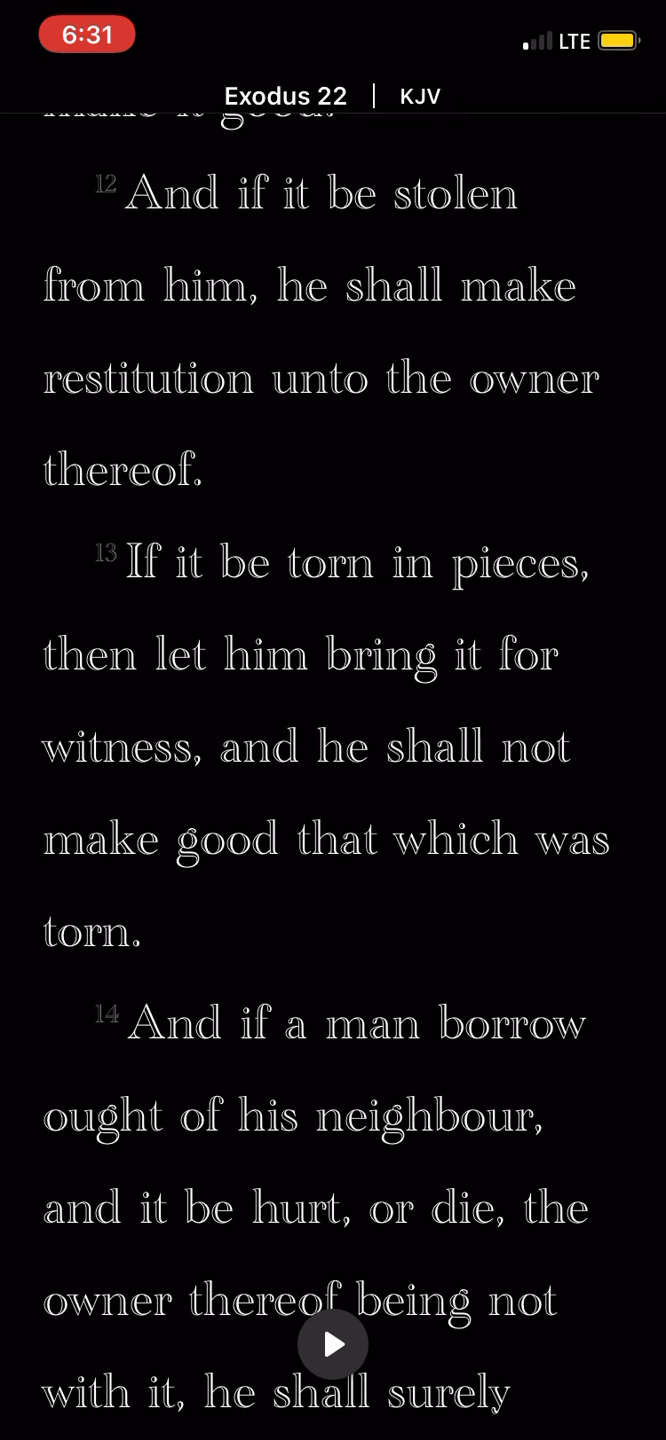 6:31
LTE
Exodus 22 | KJV
make it good.
12 And if it be stolen
from him, he shall make
restitution unto the owner
thereof.
13 If it be torn in pieces,
then let him bring it for
witness, and he shall not
make good that which was
torn.
14 And if a man borrow
ought of his neighbour,
and it be hurt, or die, the
owner thereof being not
with it, he shall surely